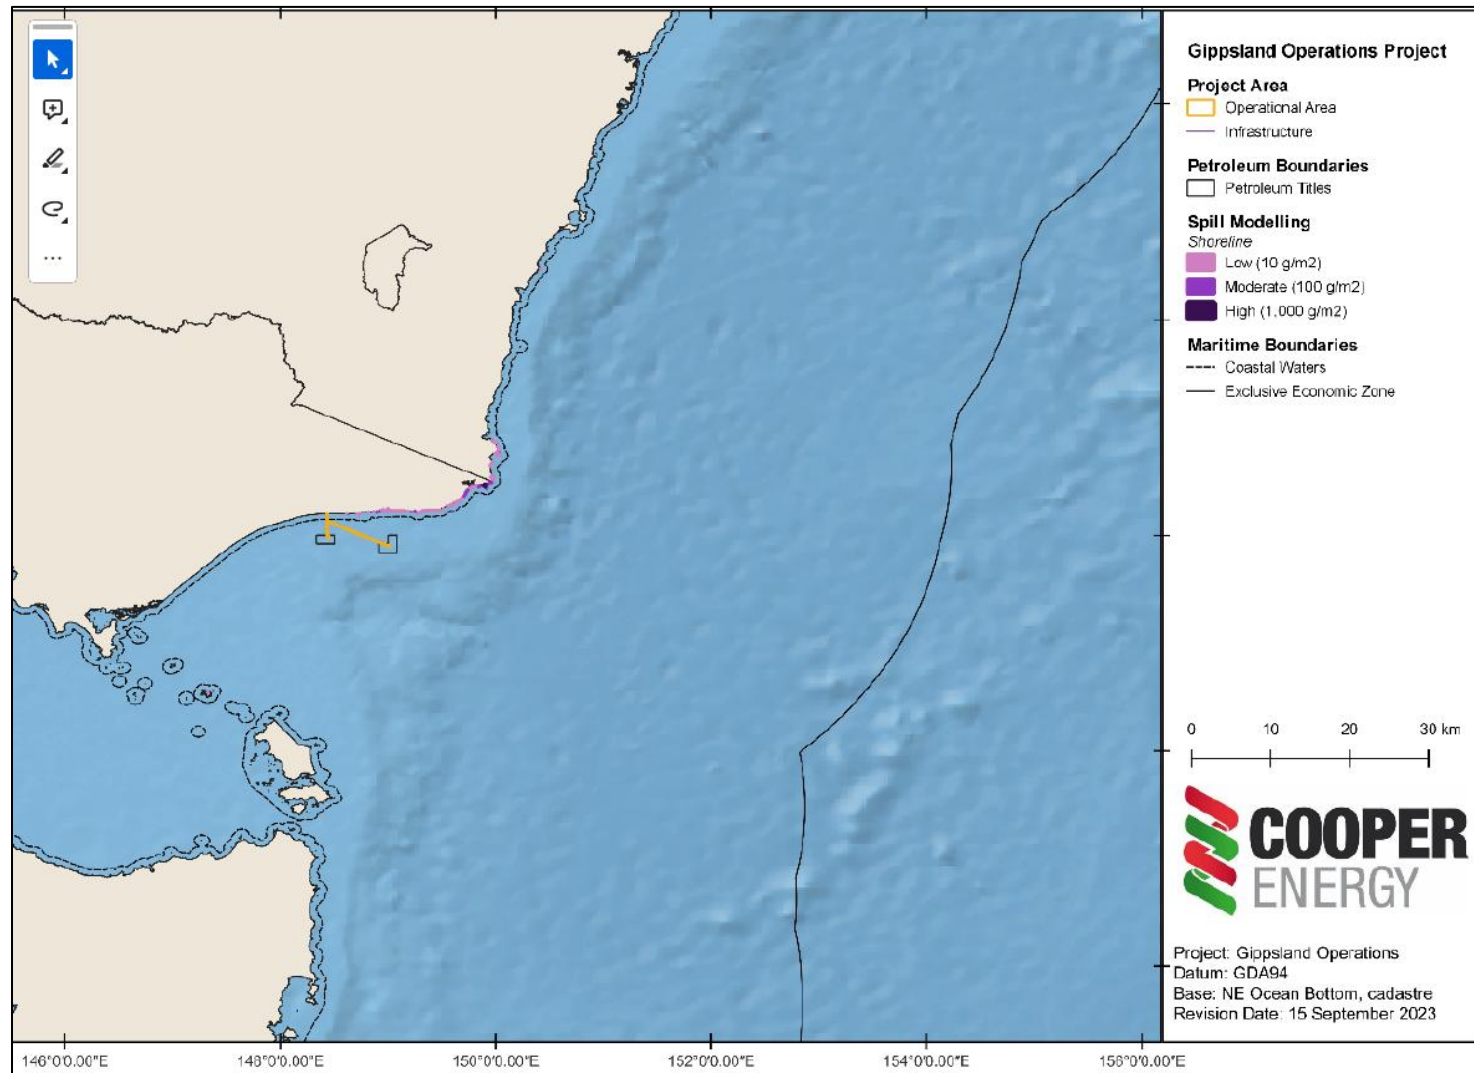 Gippsland Operations Project
Project Area
Operational Area
Infrastructure
Petroleum Boundaries
Petroleum Titles
Spill Modelling
Shoreline
Low (10 g/m2)
Moderate (100 g/m2)
High (1,000 g/m2)
Maritime Boundaries
Coastal Waters
Exclusive Economic Zone
0 10 20 30 km
COOPER
ENERGY
Project: Gippsland Operations
Datum: GDA94
Base: NE Ocean Bottom, cadastre
Revision Date: 15 September 2023
146°0'0.00"E 148°0'0.00"E 150°0'0.00"E 152°0'0.00"E 154°0'0.00"E 156°0'0.00"E